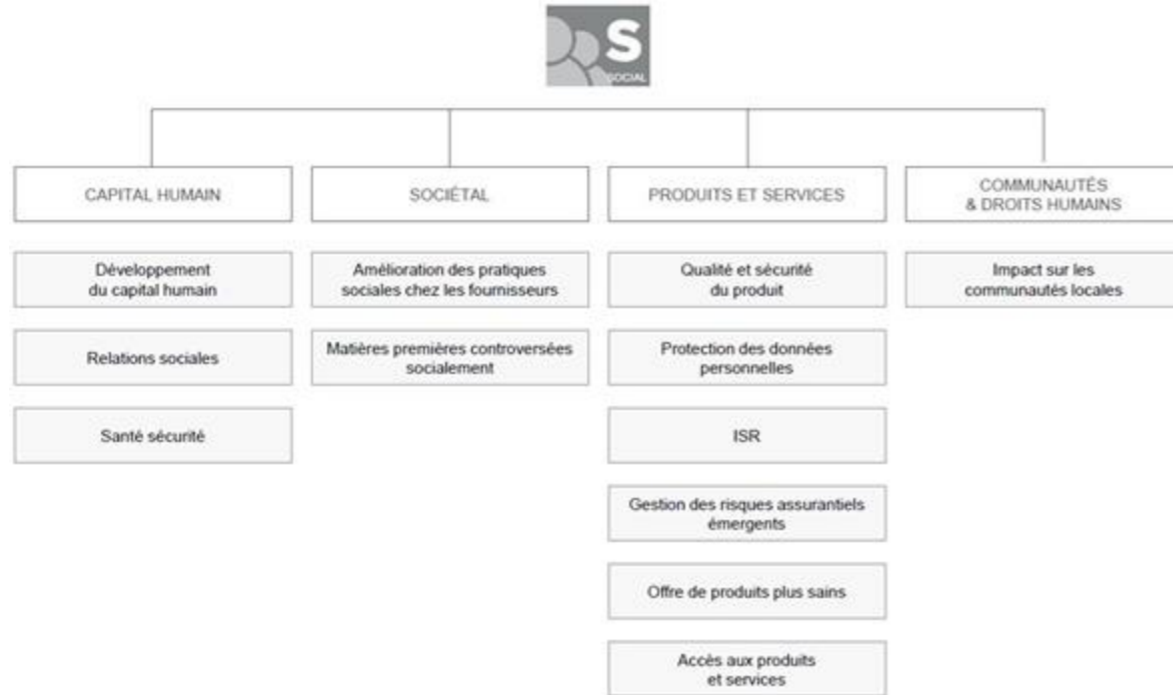 S
SOCIAL
CAPITAL HUMAIN
SOCIÉTAL
PRODUITS ET SERVICES
COMMUNAUTÉS
& DROITS HUMAINS
Développement
du capital humain
Relations sociales
Santé sécurité
Amélioration des pratiques
sociales chez les fournisseurs
Matières premières controversées
socialement
Qualité et sécurité
du produit
Protection des données
personnelles
ISR
Gestion des risques assurantiels
émergents
Offre de produits plus sains
Accès aux produits
et services
Impact sur les
communautés locales